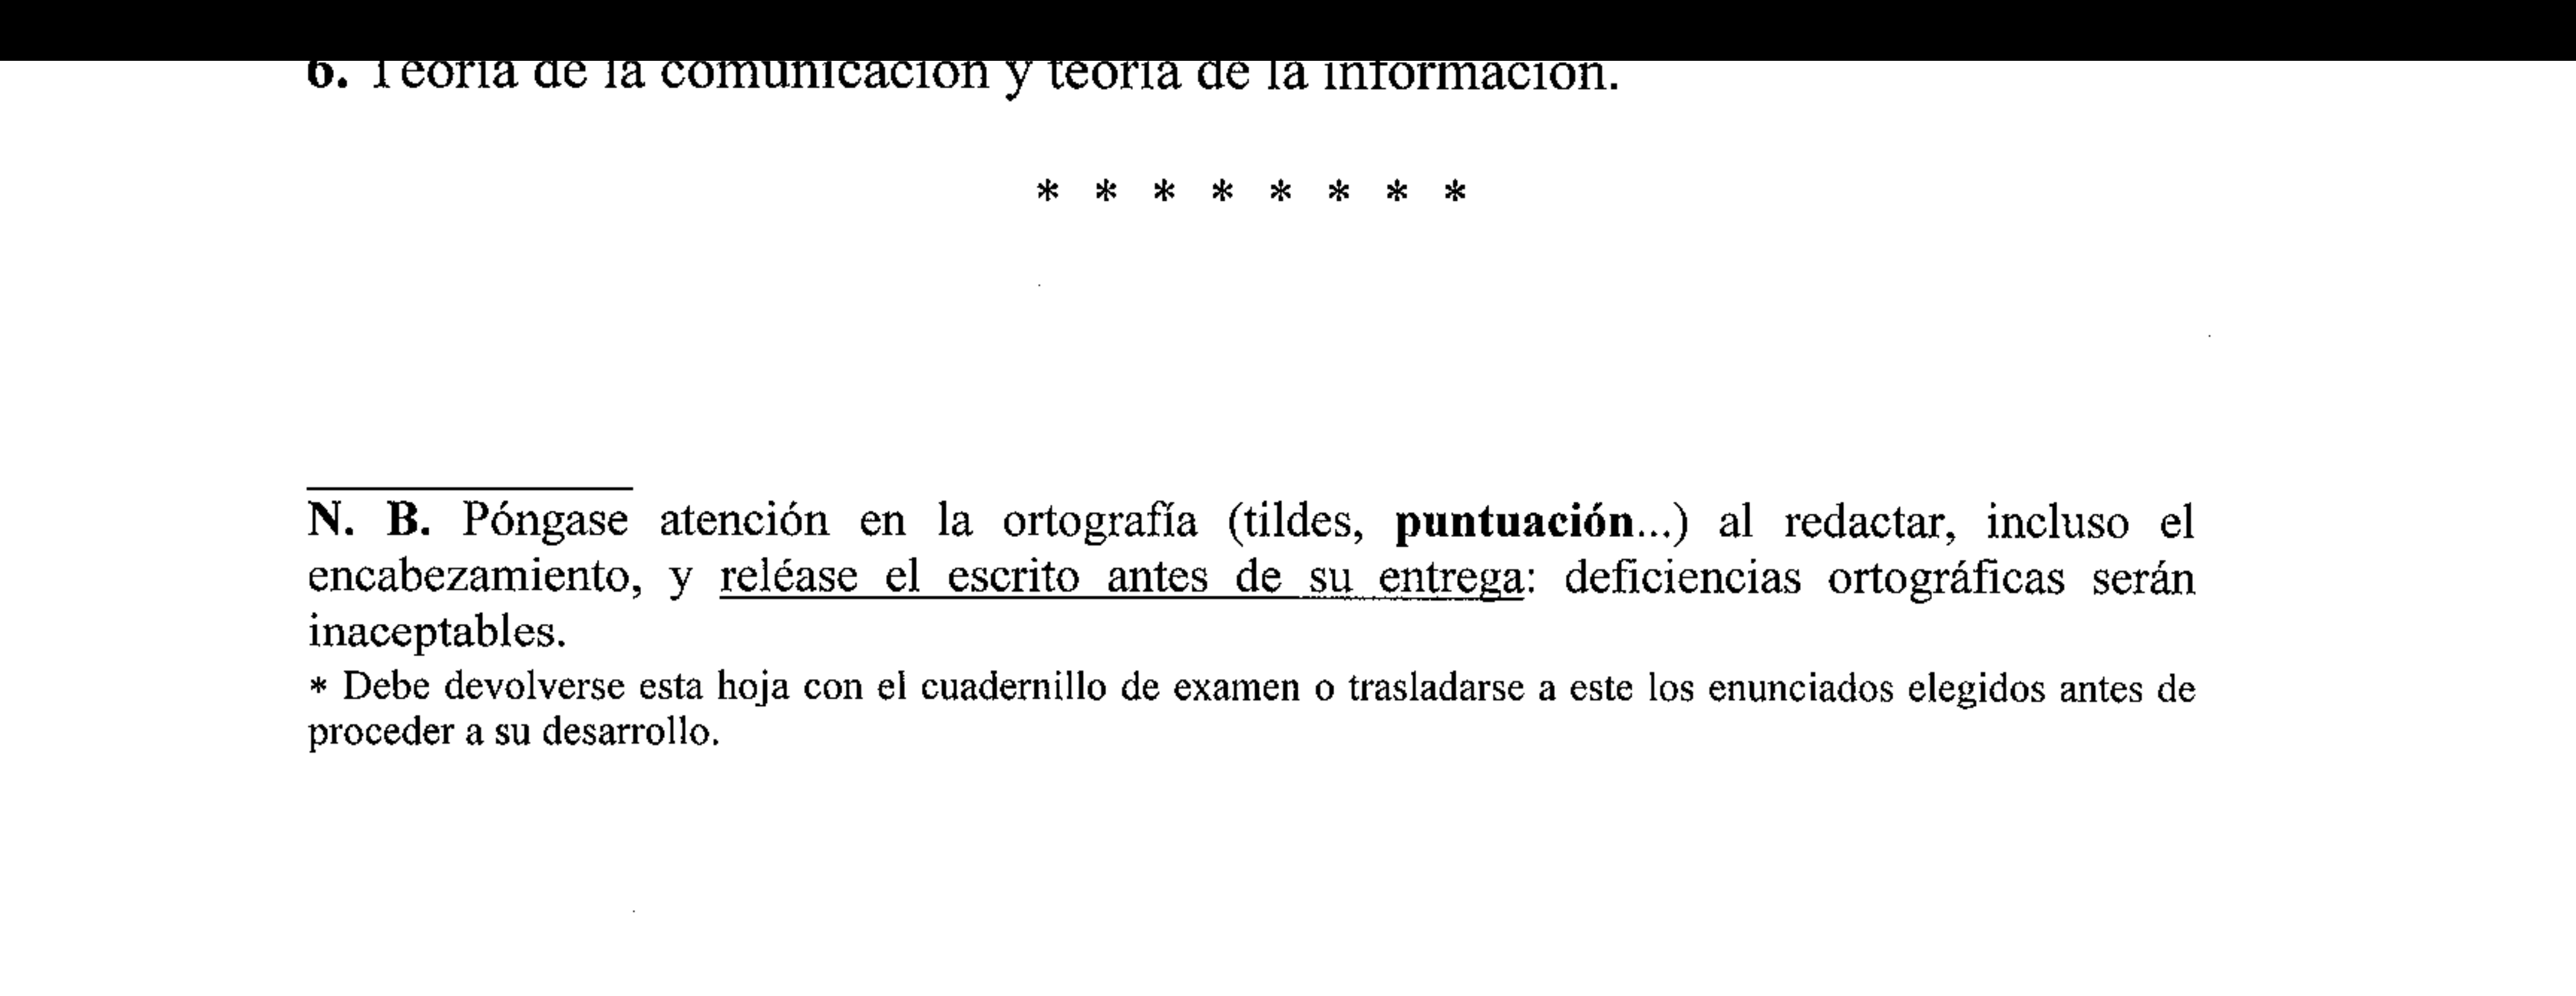 6. Teoría de la comunicación y teoría de la información.
* * * * * * * *
N. B. Póngase atención en la ortografía (tildes, puntuación...) al redactar, incluso el
encabezamiento, y reléase el escrito antes de su entrega: deficiencias ortográficas serán
inaceptables.
* Debe devolverse esta hoja con el cuadernillo de examen o trasladarse a este los enunciados elegidos antes de
proceder a su desarrollo.